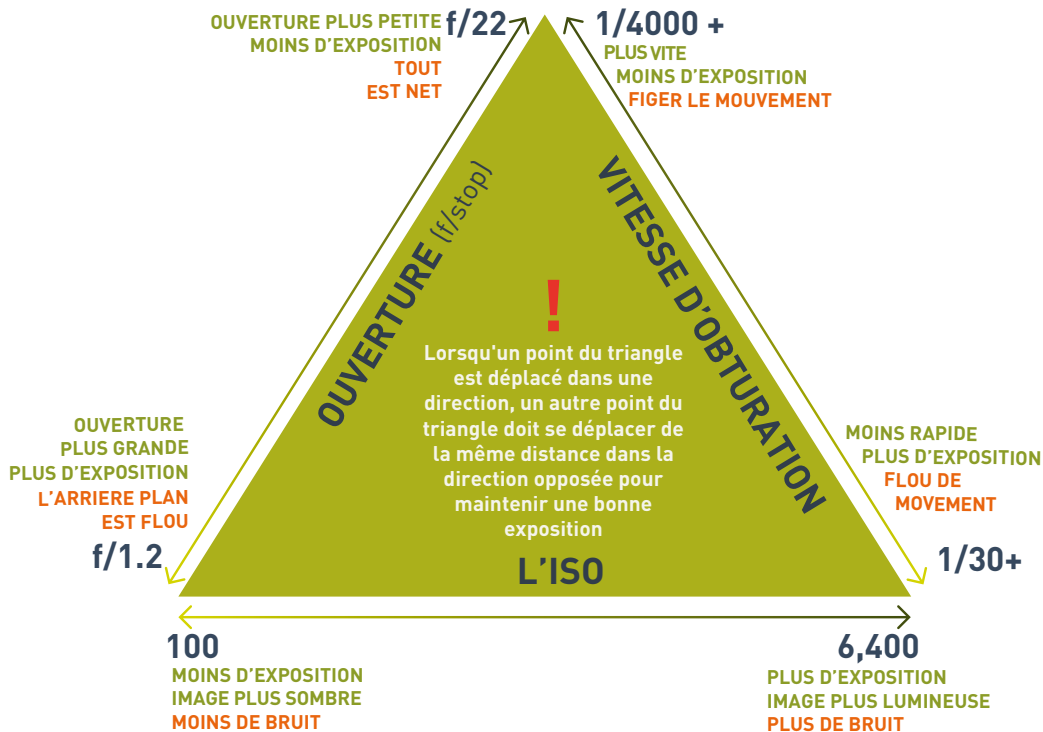 OUVERTURE PLUS PETITE
MOINS D'EXPOSITION
TOUT
EST NET
f/22
1/4000 +
PLUS VITE
MOINS D'EXPOSITION
FIGER LE MOUVEMENT
OUVERTURE (f/stop)
VITESSE D'OBTURATION
!
Lorsqu'un point du triangle
est déplacé dans une
direction, un autre point du
triangle doit se déplacer de
la même distance dans la
direction opposée pour
maintenir une bonne
exposition
OUVERTURE
PLUS GRANDE
PLUS D'EXPOSITION
L'ARRIERE PLAN
EST FLOU
f/1.2
MOINS RAPIDE
PLUS D'EXPOSITION
FLOU DE
MOVEMENT
1/30+
L'ISO
100
MOINS D'EXPOSITION
IMAGE PLUS SOMBRE
MOINS DE BRUIT
6,400
PLUS D'EXPOSITION
IMAGE PLUS LUMINEUSE
PLUS DE BRUIT